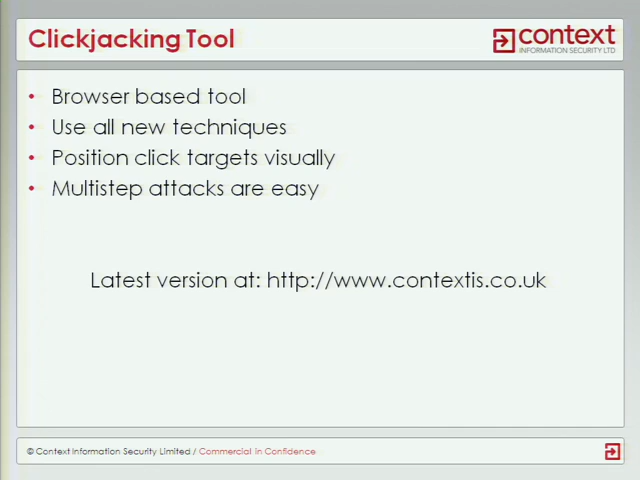 Clickjacking Tool
context
INFORMATION SECURITY LTD
• Browser based tool
• Use all new techniques
• Position click targets visually
• Multistep attacks are easy
Latest version at: http://www.contextis.co.uk
© Context Information Security Limited / Commercial in Confidence